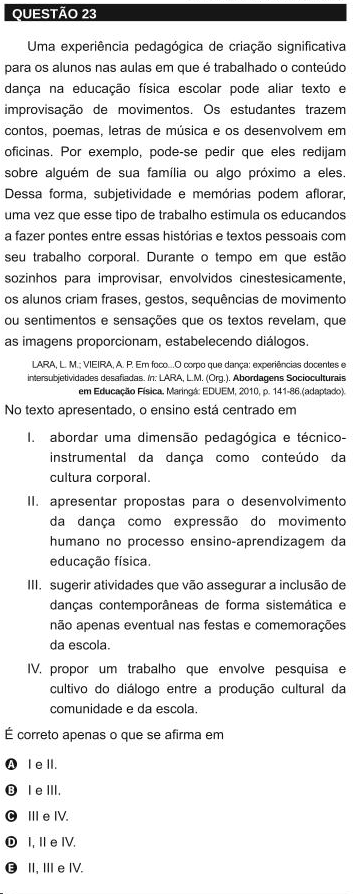 QUESTÃO 23
Uma experiência pedagógica de criação significativa
para os alunos nas aulas em que é trabalhado o conteúdo
dança na educação física escolar pode aliar texto e
improvisação de movimentos. Os estudantes trazem
contos, poemas, letras de música e os desenvolvem em
oficinas. Por exemplo, pode-se pedir que eles redijam
sobre alguém de sua família ou algo próximo a eles.
Dessa forma, subjetividade e memórias podem aflorar,
uma vez que esse tipo de trabalho estimula os educandos
a fazer pontes entre essas histórias e textos pessoais com
seu trabalho corporal. Durante o tempo em que estão
sozinhos para improvisar, envolvidos cinestesicamente,
os alunos criam frases, gestos, sequências de movimento
ou sentimentos e sensações que os textos revelam, que
as imagens proporcionam, estabelecendo diálogos.
LARA, L. M.; VIEIRA, A. P. Em foco...O corpo que dança: experiências docentes e
intersubjetividades desafiadas. In: LARA, L.M. (Org.). Abordagens Socioculturais
em Educação Física. Maringá: EDUEM, 2010, p. 141-86.(adaptado).
No texto apresentado, o ensino está centrado em
I. abordar uma dimensão pedagógica e técnico-
instrumental da dança como conteúdo da
cultura corporal.
II. apresentar propostas para o desenvolvimento
da dança como expressão do movimento
humano no processo ensino-aprendizagem da
educação física.
III. sugerir atividades que vão assegurar a inclusão de
danças contemporâneas de forma sistemática e
não apenas eventual nas festas e comemorações
da escola.
IV. propor um trabalho que envolve pesquisa e
cultivo do diálogo entre a produção cultural da
comunidade e da escola.
É correto apenas o que se afirma em
A I e II.
B I e III.
C III e IV.
D I, II e IV.
E II, III e IV.